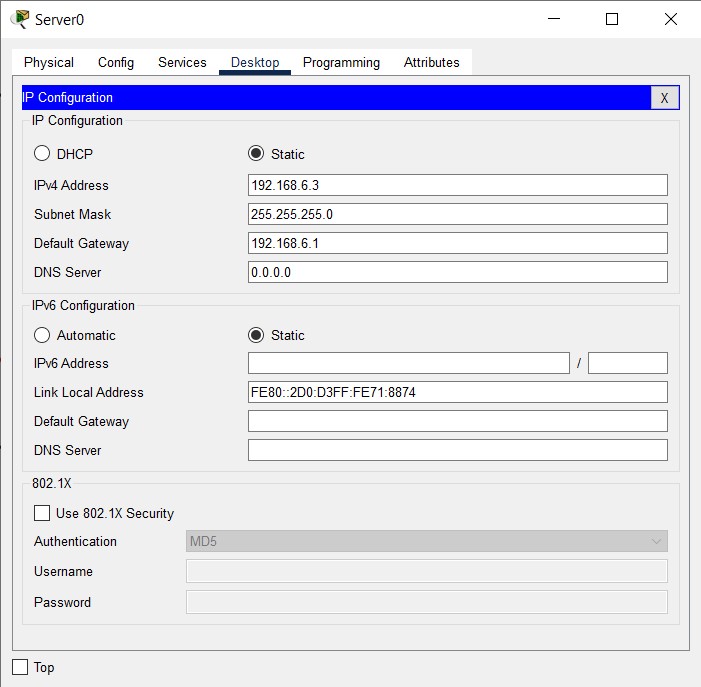 Server0
Physical Config Services Desktop Programming Attributes
IP Configuration X
IP Configuration
DHCP Static
IPv4 Address 192.168.6.3
Subnet Mask 255.255.255.0
Default Gateway 192.168.6.1
DNS Server 0.0.0.0
IPv6 Configuration
Automatic Static
IPv6 Address /
Link Local Address FE80::2D0:D3FF:FE71:8874
Default Gateway
DNS Server
802.1X
Use 802.1X Security
Authentication MD5
Username
Password
Top